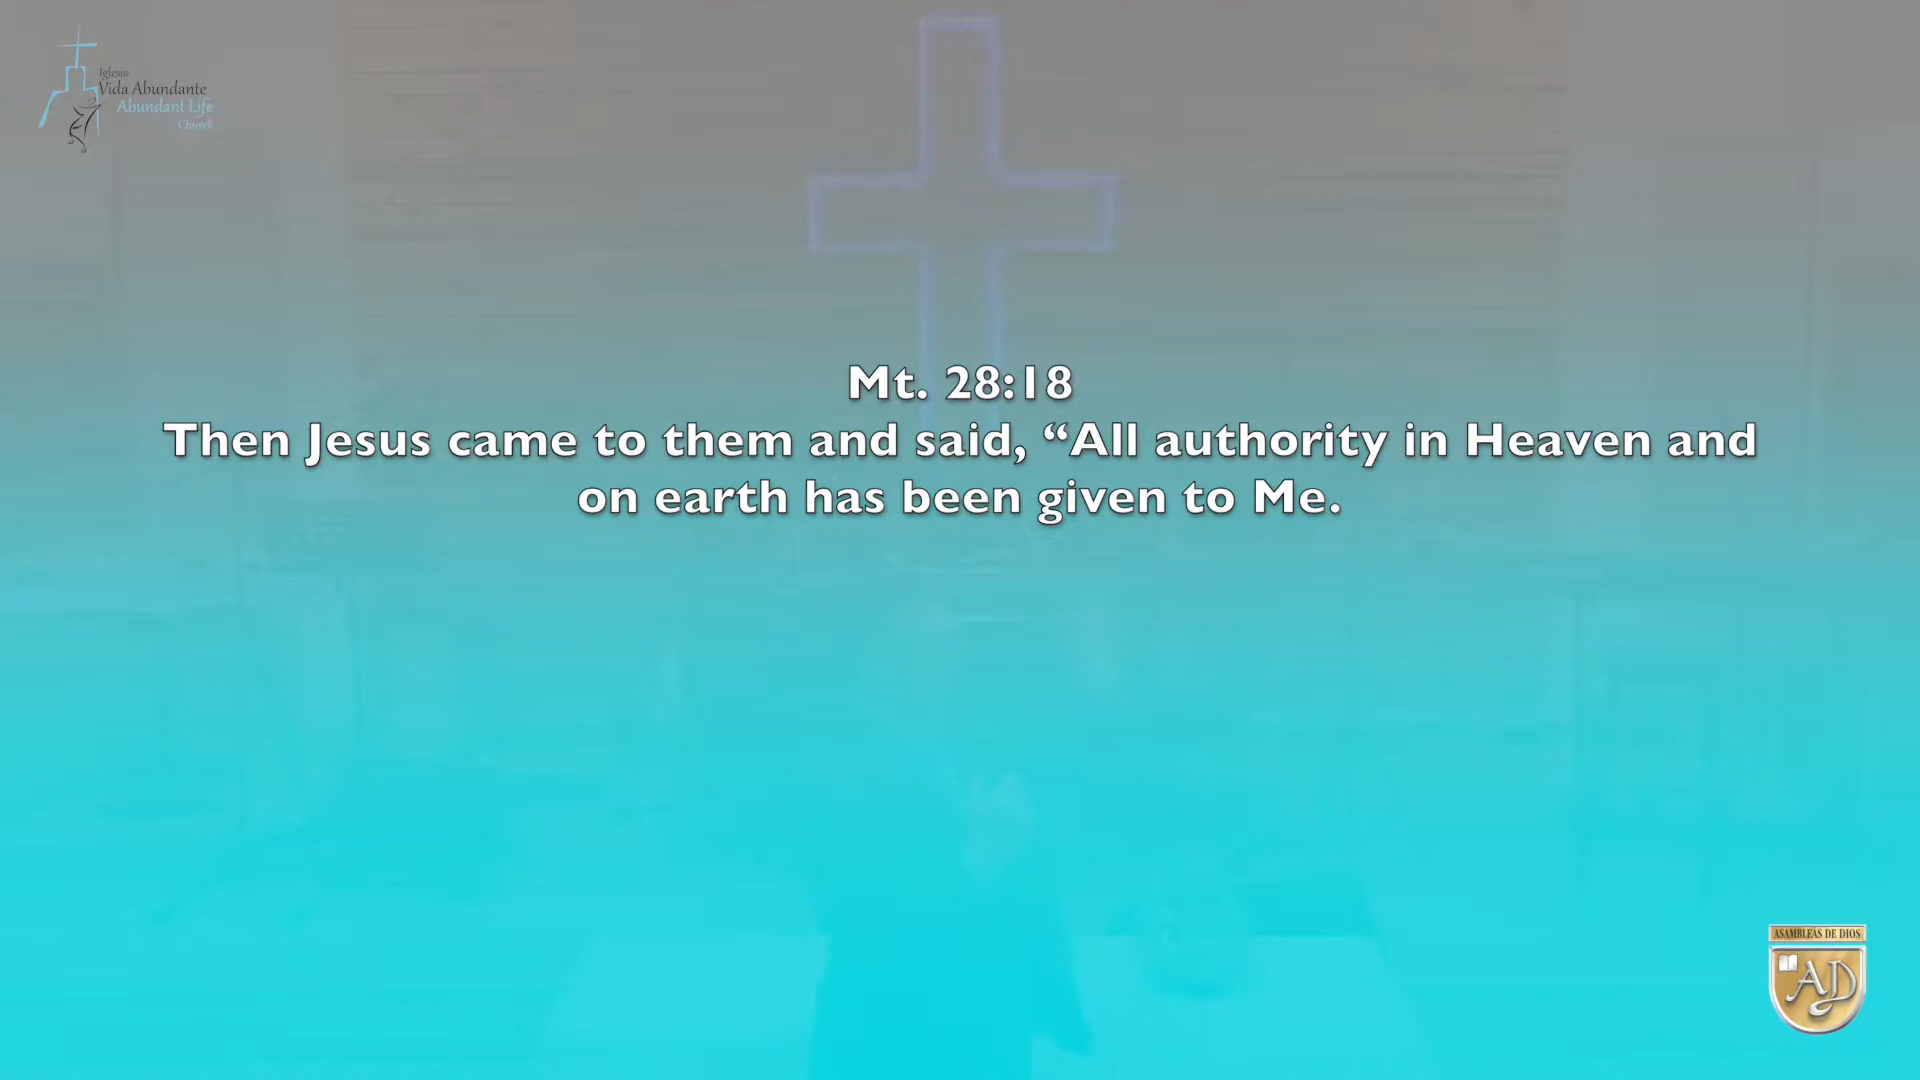 Iglesia
Vida Abundante
Abundant Life
Church
Mt. 28:18
Then Jesus came to them and said, “All authority in Heaven and
on earth has been given to Me.
ASAMBLEAS DE DIOS
AD